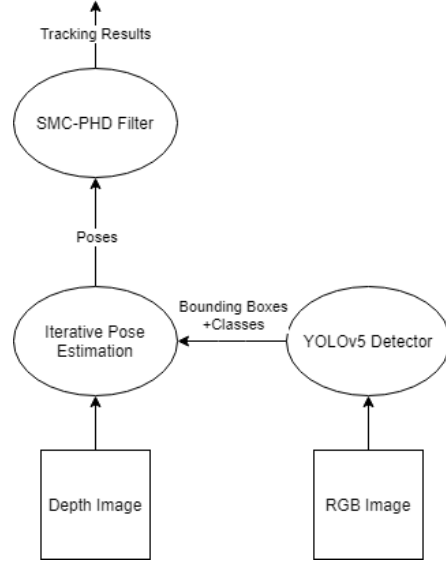 Tracking Results
SMC-PHD Filter
Poses
Bounding Boxes
+Classes
Iterative Pose
Estimation
YOLOv5 Detector
Depth Image
RGB Image